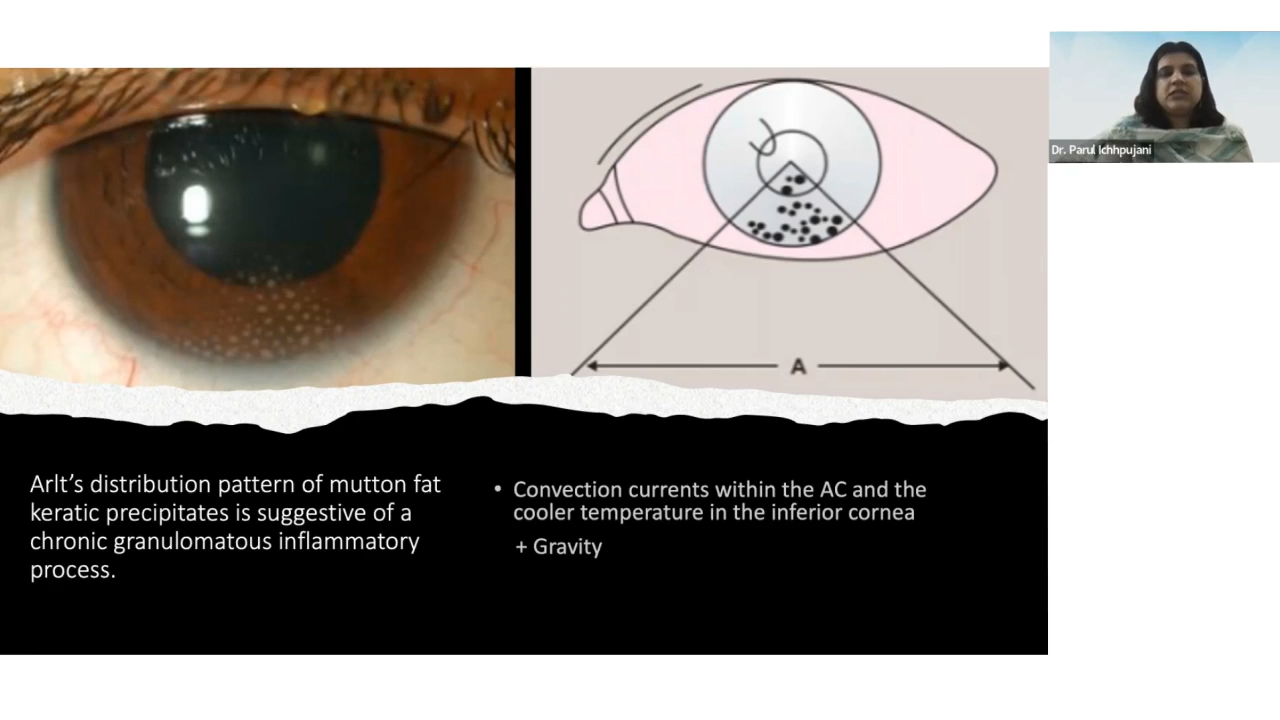 Dr. Parul Ichhpujani
A
Arlt’s distribution pattern of mutton fat
keratic precipitates is suggestive of a
chronic granulomatous inflammatory
process.
• Convection currents within the AC and the
cooler temperature in the inferior cornea
+ Gravity